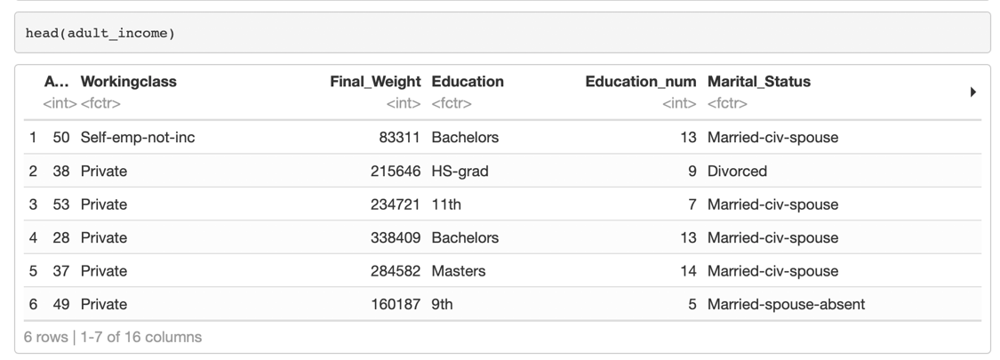 head(adult_income)
A... Workingclass Final_Weight Education Education_num Marital_Status
<int> <fctr> <int> <fctr> <int> <fctr>
1 50 Self-emp-not-inc 83311 Bachelors 13 Married-civ-spouse
2 38 Private 215646 HS-grad 9 Divorced
3 53 Private 234721 11th 7 Married-civ-spouse
4 28 Private 338409 Bachelors 13 Married-civ-spouse
5 37 Private 284582 Masters 14 Married-civ-spouse
6 49 Private 160187 9th 5 Married-spouse-absent
6 rows | 1-7 of 16 columns